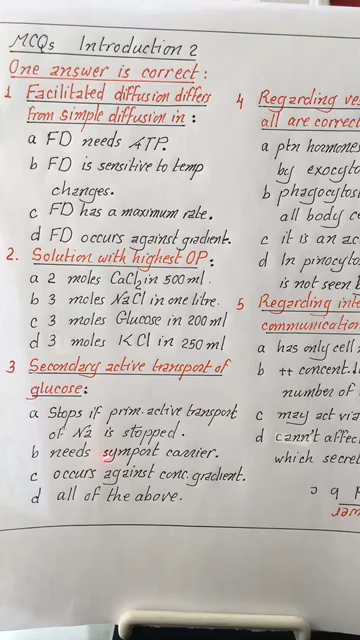 MCQs Introduction 2
One answer is correct:
1 Facilitated diffusion differs
from simple diffusion in:
a FD needs ATP.
b FD is sensitive to temp
changes.
c FD has a maximum rate.
d FD occurs against gradient.
2. Solution with highest OP:
a 2 moles CaCl2 in 500 ml.
b 3 moles NaCl in one litre.
c 3 moles Glucose in 200 ml
d 3 moles KCl in 250 ml
3 Secondary active transport of
glucose:
a Stops if prim. active transport
of Na is stopped.
b needs symport carrier.
c occurs against conc. gradient.
d all of the above.
4 Regarding ve
all are correct
a ptn hormones
by exocyto
b phagocytos
all body c
c it is an ac
d In pinocyto
is not seen b
5 Regarding inte
communication
a has only cell
b ++ concent.
number of
c may act via
d cann't affec
which secret